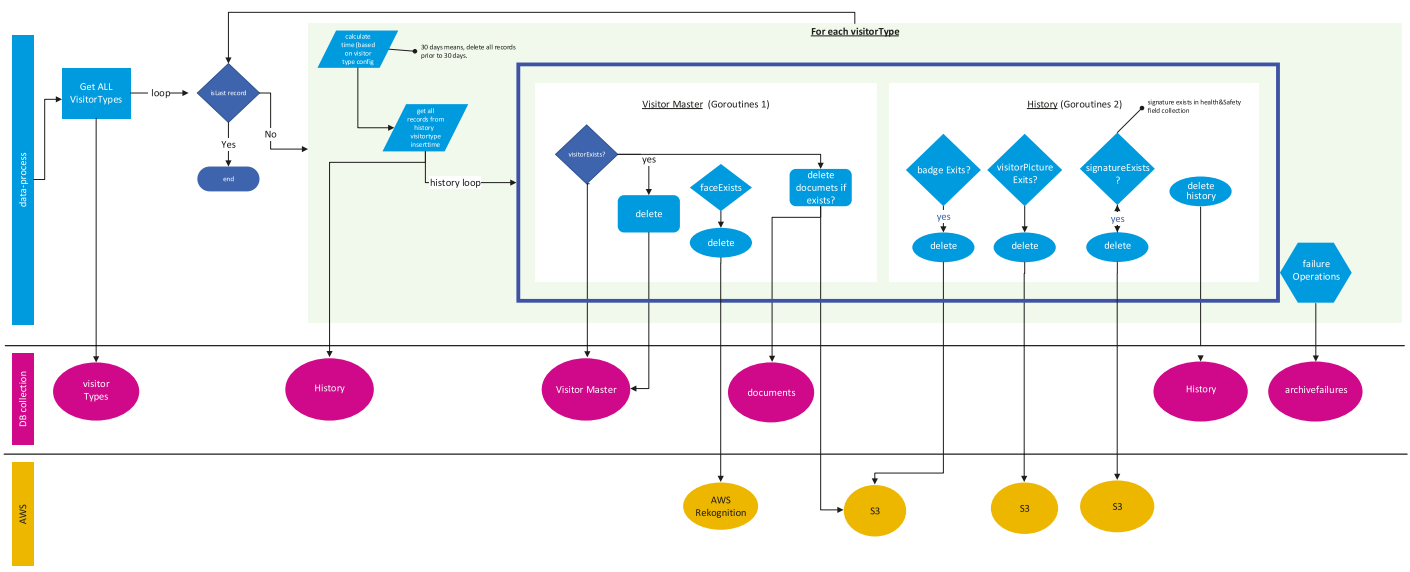 For each visitorType
data-process
Get ALL
VisitorTypes
loop
isLast record
Yes
end
No
calculate
time (based
on visitor
type config
30 days means, delete all records
prior to 30 days.
get all
records from
history
visitortype
inserttime
history loop
Visitor Master (Goroutines 1)
visitorExists?
yes
delete
faceExists
delete
delete
documets if
exists?
History (Goroutines 2)
signature exists in health&Safety
field collection
badge Exits?
yes
delete
visitorPicture
Exits?
delete
signatureExists
?
yes
delete
delete
history
failure
Operations
DB collection
visitor
Types
History
Visitor Master
documents
History
archivefailures
AWS
AWS
Rekognition
S3
S3
S3